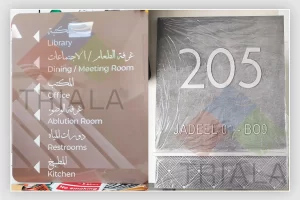 المكتبة
Library
غرفة الطعام / الاجتماعات
Dining / Meeting Room
المكتب
Office
غرفة الوضوء
Ablution Room
دورات المياه
Restrooms
المطبخ
Kitchen
TRIALA
205
TRIALA